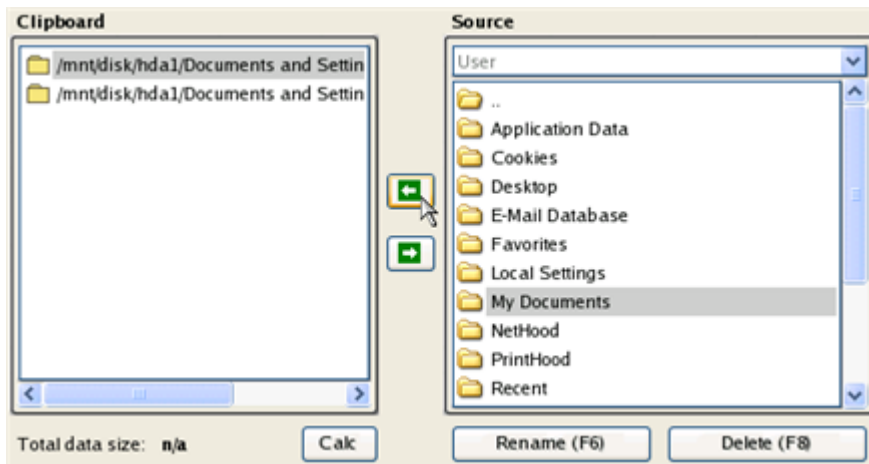 Clipboard
/mnt/disk/hda1/Documents and Settin
/mnt/disk/hda1/Documents and Settin
Total data size: n/a
Calc
Source
User
..
Application Data
Cookies
Desktop
E-Mail Database
Favorites
Local Settings
My Documents
NetHood
PrintHood
Recent
Rename (F6)
Delete (F8)